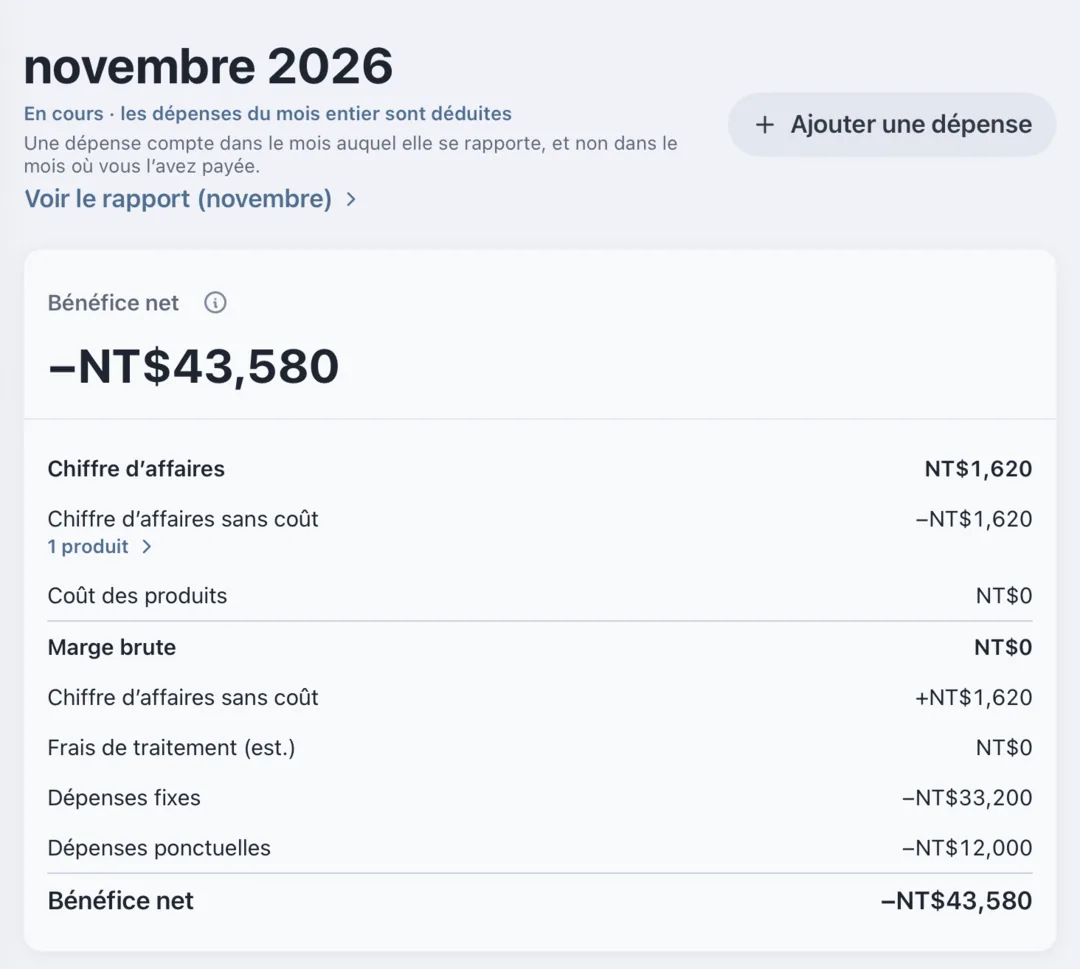 novembre 2026
En cours · les dépenses du mois entier sont déduites
Une dépense compte dans le mois auquel elle se rapporte, et non dans le
mois où vous l’avez payée.
Voir le rapport (novembre) >
+ Ajouter une dépense
Bénéfice net
–NT$43,580
Chiffre d’affaires NT$1,620
Chiffre d’affaires sans coût –NT$1,620
1 produit >
Coût des produits NT$0
Marge brute NT$0
Chiffre d’affaires sans coût +NT$1,620
Frais de traitement (est.) NT$0
Dépenses fixes –NT$33,200
Dépenses ponctuelles –NT$12,000
Bénéfice net –NT$43,580